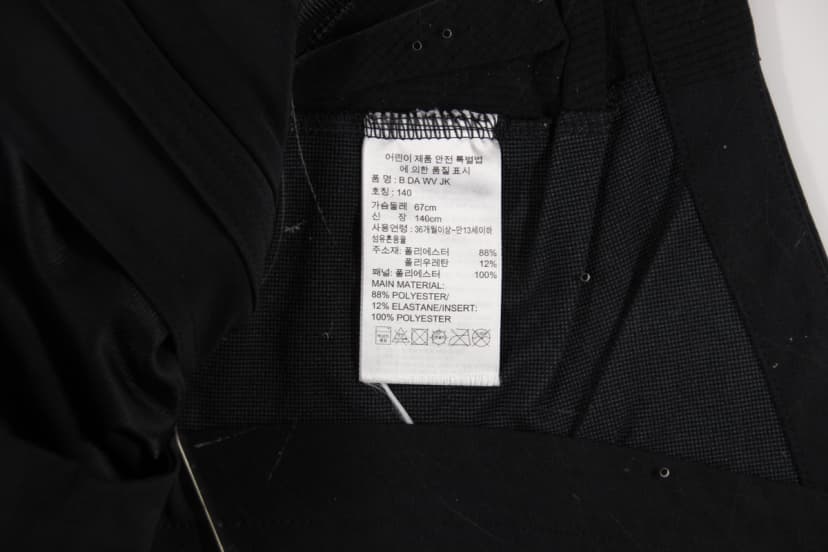 어린이 제품 안전 특별법
에 의한 품질 표시
품 명 : B DA WV JK
호칭 : 140
가슴둘레 67cm
신 장 140cm
사용연령 : 36개월이상~만13세이하
섬유혼용율
주소재: 폴리에스터 88%
폴리우레탄 12%
패널: 폴리에스터 100%
MAIN MATERIAL:
88% POLYESTER/
12% ELASTANE/INSERT:
100% POLYESTER